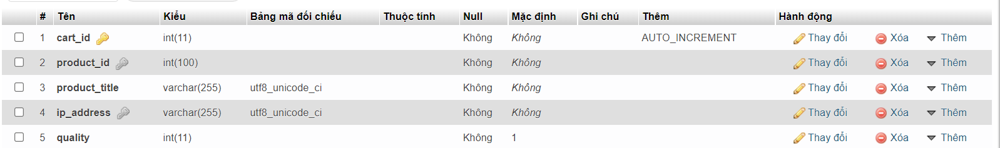 # Tên Kiểu Bảng mã đối chiếu Thuộc tính Null Mặc định Ghi chú Thêm Hành động
1 cart_id int(11) Không Không AUTO_INCREMENT Thay đổi Xóa Thêm
2 product_id int(100) Không Không Thay đổi Xóa Thêm
3 product_title varchar(255) utf8_unicode_ci Không Không Thay đổi Xóa Thêm
4 ip_address varchar(255) utf8_unicode_ci Không Không Thay đổi Xóa Thêm
5 quality int(11) Không 1 Thay đổi Xóa Thêm